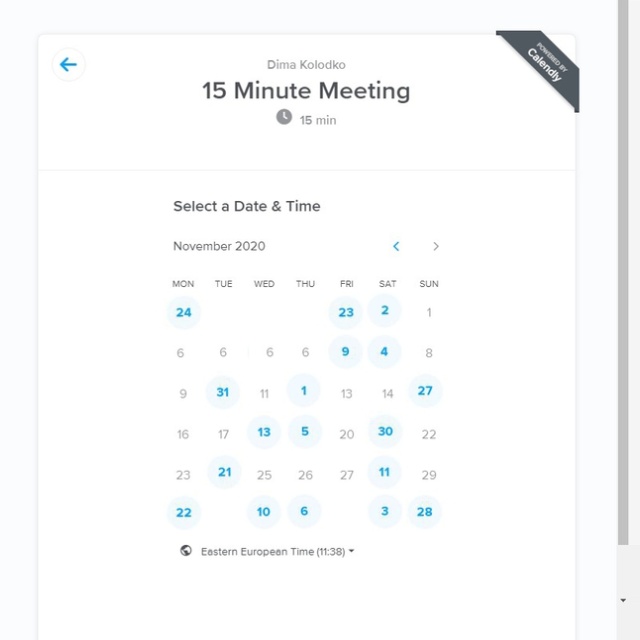 POWERED BY
Calendly
Dima Kolodko
15 Minute Meeting
15 min
Select a Date & Time
November 2020
MON TUE WED THU FRI SAT SUN
24 23 2 1
6 6 6 6 9 4 8
9 31 11 1 13 14 27
16 17 13 5 20 30 22
23 21 25 26 27 11 29
22 10 6 3 28
Eastern European Time (11:38)